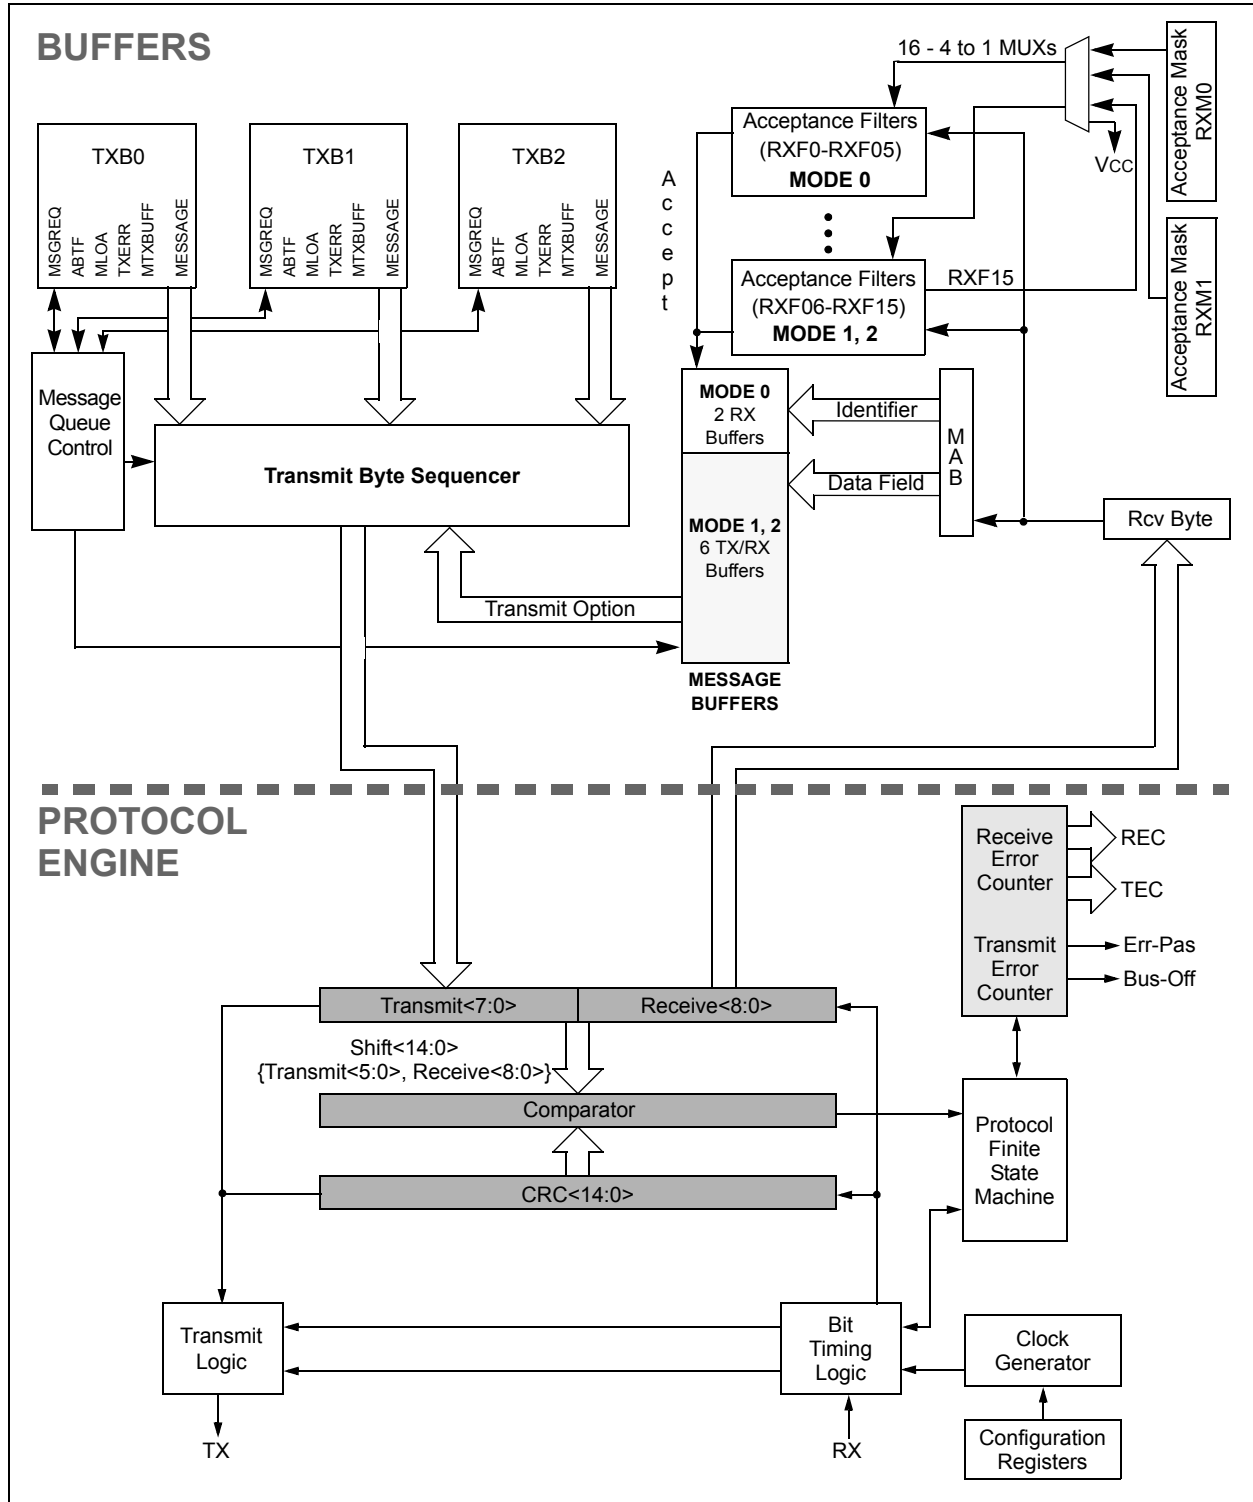 BUFFERS
16 - 4 to 1 MUXs
Acceptance Mask
RXM0
VCC
Acceptance Mask
RXM1
TXB0
MSGREQ
ABTF
MLOA
TXERR
MTXBUFF
MESSAGE
TXB1
MSGREQ
ABTF
MLOA
TXERR
MTXBUFF
MESSAGE
TXB2
MSGREQ
ABTF
MLOA
TXERR
MTXBUFF
MESSAGE
Accept
Acceptance Filters
(RXF0-RXF05)
MODE 0
Acceptance Filters
(RXF06-RXF15)
MODE 1, 2
RXF15
Message
Queue
Control
Transmit Byte Sequencer
MODE 0
2 RX
Buffers
Identifier
Data Field
MAB
MODE 1, 2
6 TX/RX
Buffers
Rcv Byte
Transmit Option
MESSAGE
BUFFERS
PROTOCOL
ENGINE
Receive
Error
Counter
REC
TEC
Transmit
Error
Counter
Err-Pas
Bus-Off
Transmit<7:0>
Receive<8:0>
Shift<14:0>
{Transmit<5:0>, Receive<8:0>}
Comparator
CRC<14:0>
Protocol
Finite
State
Machine
Transmit
Logic
Bit
Timing
Logic
Clock
Generator
TX
RX
Configuration
Registers